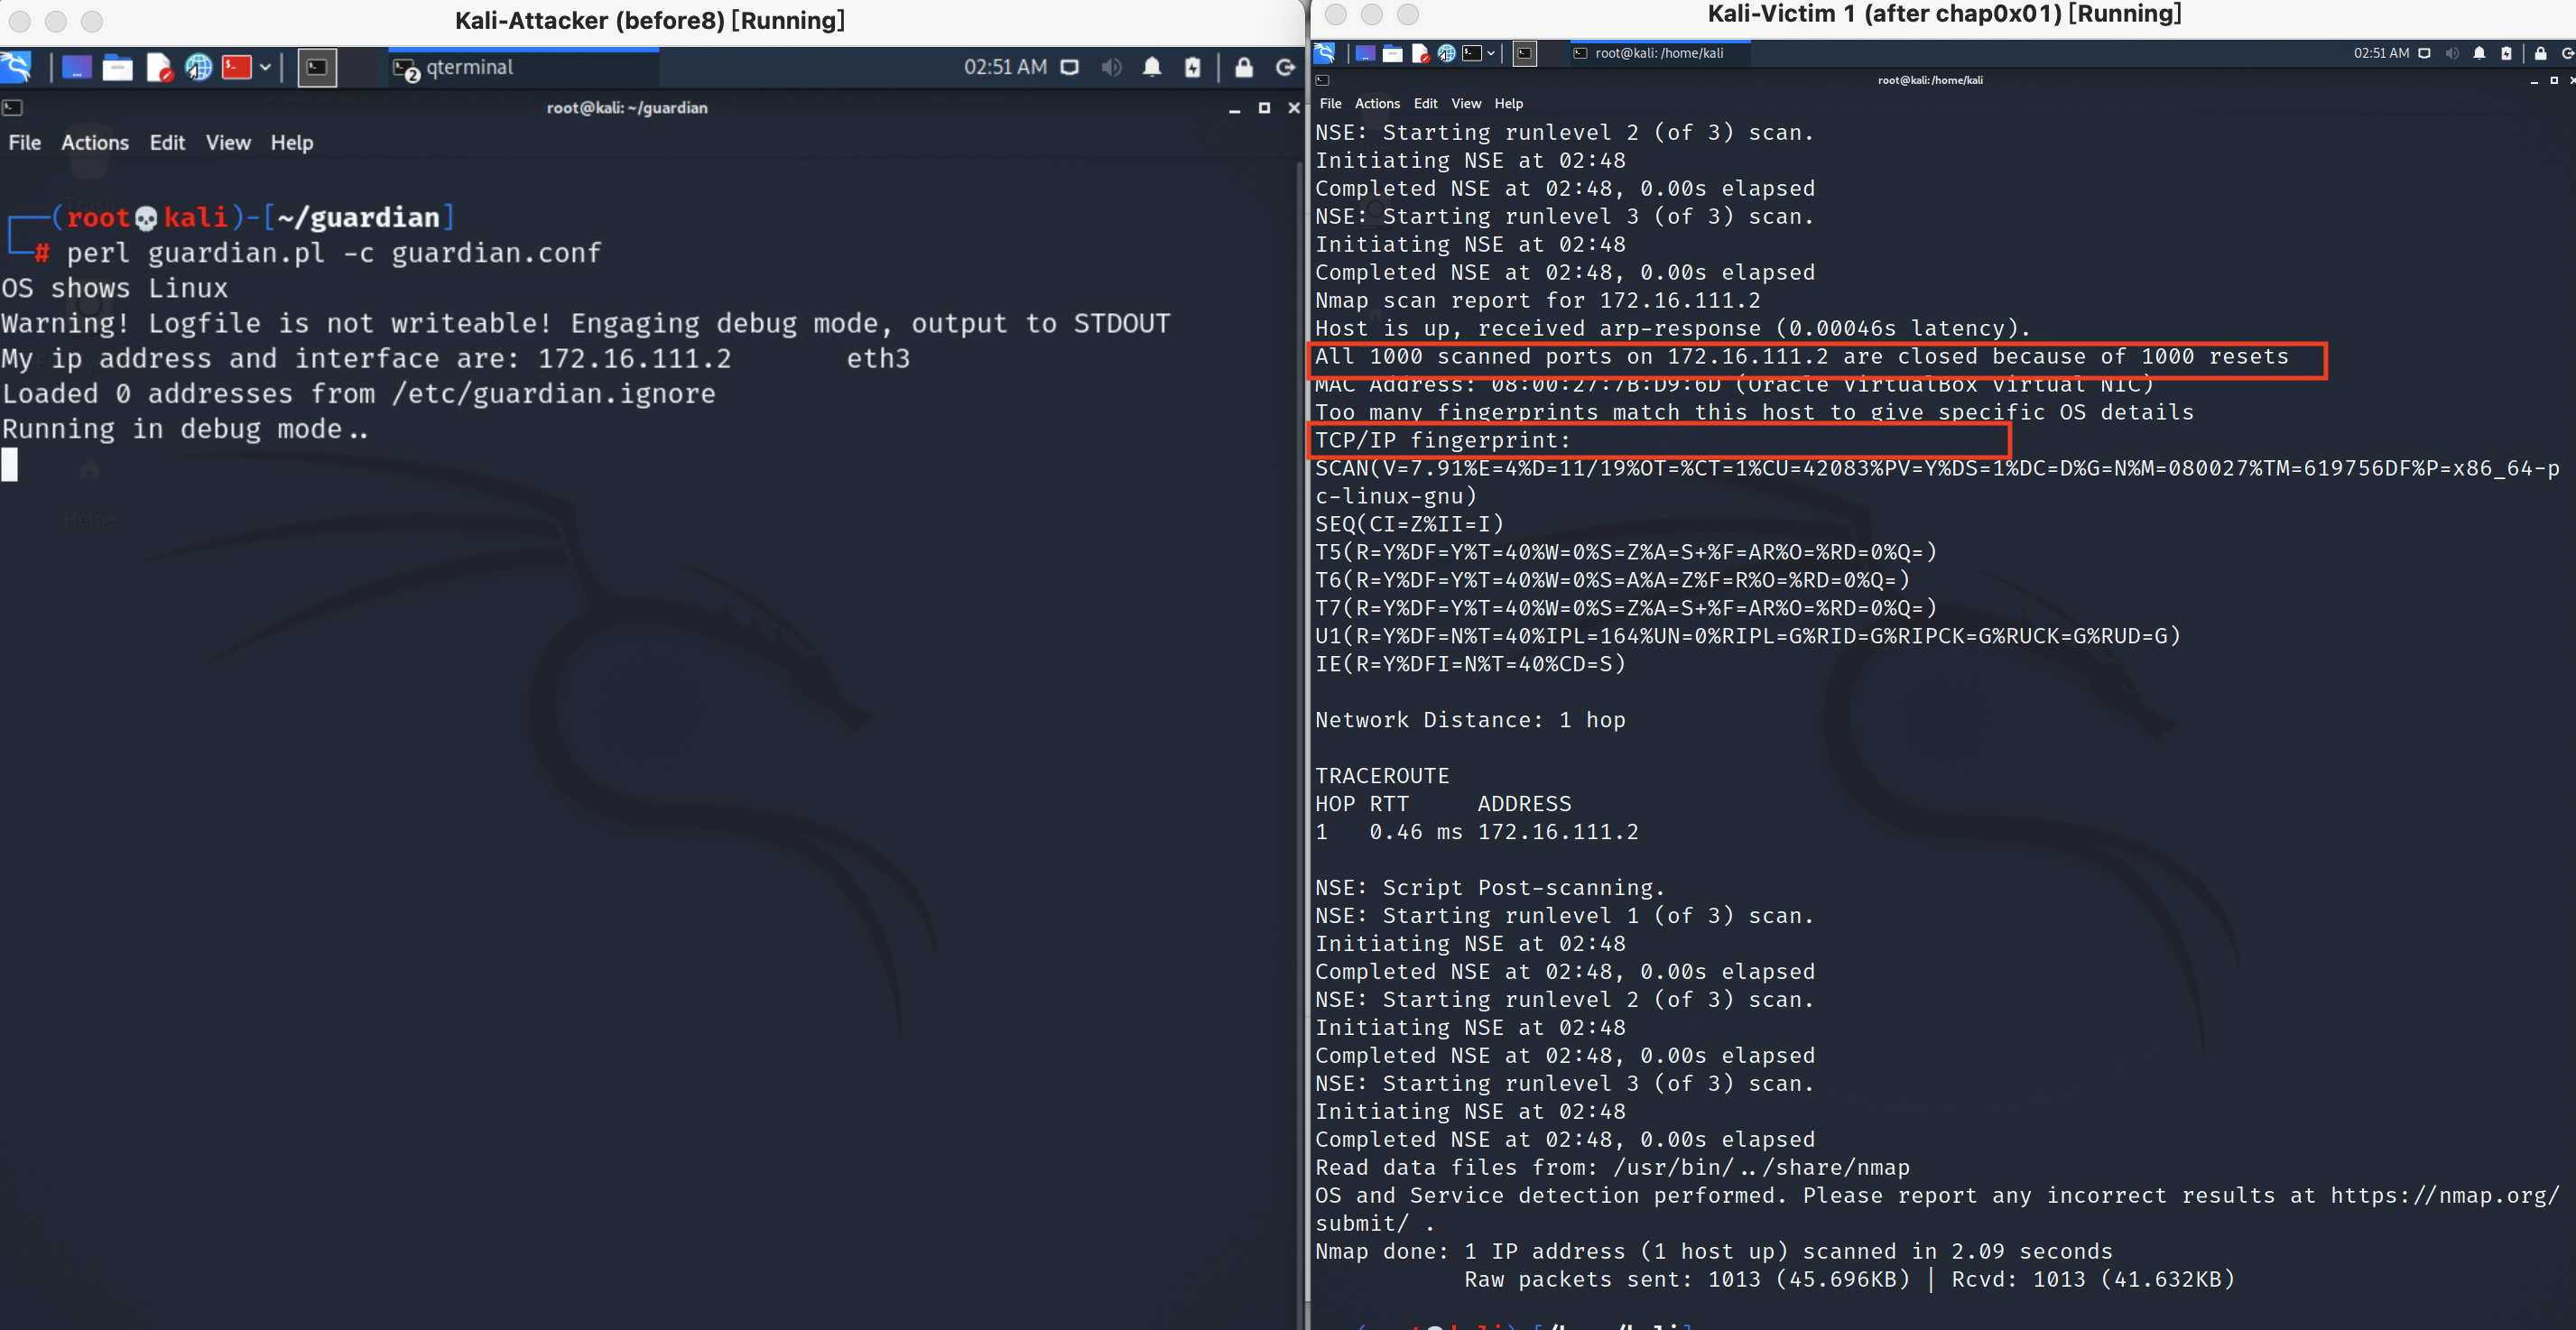 Kali-Attacker (before8) [Running]
qterminal
02:51 AM
root@kali: ~/guardian
File Actions Edit View Help
(root💀kali)-[~/guardian]
# perl guardian.pl -c guardian.conf
OS shows Linux
Warning! Logfile is not writeable! Engaging debug mode, output to STDOUT
My ip address and interface are: 172.16.111.2 eth3
Loaded 0 addresses from /etc/guardian.ignore
Running in debug mode..
Home
Kali-Victim 1 (after chap0x01) [Running]
root@kali: /home/kali
02:51 AM
root@kali: /home/kali
File Actions Edit View Help
NSE: Starting runlevel 2 (of 3) scan.
Initiating NSE at 02:48
Completed NSE at 02:48, 0.00s elapsed
NSE: Starting runlevel 3 (of 3) scan.
Initiating NSE at 02:48
Completed NSE at 02:48, 0.00s elapsed
Nmap scan report for 172.16.111.2
Host is up, received arp-response (0.00046s latency).
All 1000 scanned ports on 172.16.111.2 are closed because of 1000 resets
MAC Address: 08:00:27:7B:D9:6D (Oracle VirtualBox virtual NIC)
Too many fingerprints match this host to give specific OS details
TCP/IP fingerprint:
SCAN(V=7.91%E=4%D=11/19%OT=%CT=1%CU=42083%PV=Y%DS=1%DC=D%G=N%M=080027%TM=619756DF%P=x86_64-p
c-linux-gnu)
SEQ(CI=Z%II=I)
T5(R=Y%DF=Y%T=40%W=0%S=Z%A=S+%F=AR%O=%RD=0%Q=)
T6(R=Y%DF=Y%T=40%W=0%S=A%A=Z%F=R%O=%RD=0%Q=)
T7(R=Y%DF=Y%T=40%W=0%S=Z%A=S+%F=AR%O=%RD=0%Q=)
U1(R=Y%DF=N%T=40%IPL=164%UN=0%RIPL=G%RID=G%RIPCK=G%RUCK=G%RUD=G)
IE(R=Y%DFI=N%T=40%CD=S)
Network Distance: 1 hop
TRACEROUTE
HOP RTT ADDRESS
1 0.46 ms 172.16.111.2
NSE: Script Post-scanning.
NSE: Starting runlevel 1 (of 3) scan.
Initiating NSE at 02:48
Completed NSE at 02:48, 0.00s elapsed
NSE: Starting runlevel 2 (of 3) scan.
Initiating NSE at 02:48
Completed NSE at 02:48, 0.00s elapsed
NSE: Starting runlevel 3 (of 3) scan.
Initiating NSE at 02:48
Completed NSE at 02:48, 0.00s elapsed
Read data files from: /usr/bin/../share/nmap
OS and Service detection performed. Please report any incorrect results at https://nmap.org/
submit/ .
Nmap done: 1 IP address (1 host up) scanned in 2.09 seconds
Raw packets sent: 1013 (45.696KB) | Rcvd: 1013 (41.632KB)